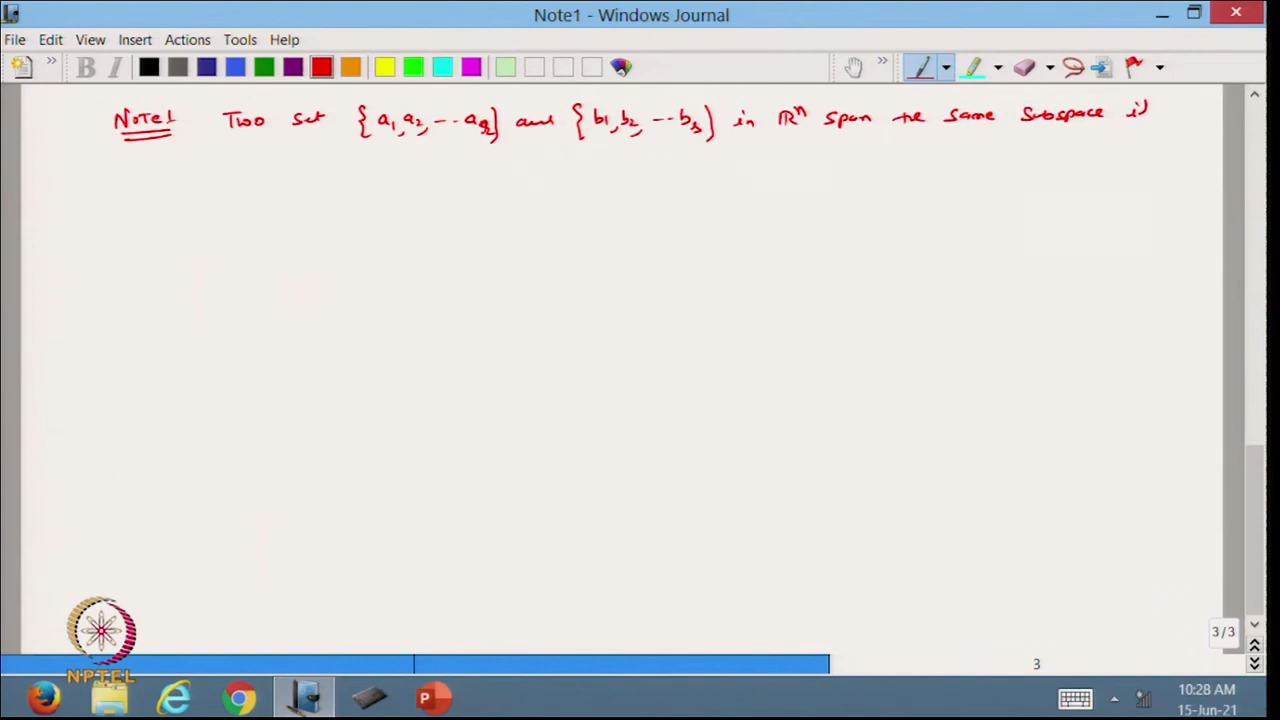 Note1 - Windows Journal
File Edit View Insert Actions Tools Help
B I
Note1 Two set {a1, a2, --- ar} and {b1, b2, --- bs} in ℝⁿ span the same subspace if
3/3
3
NPTEL
10:28 AM
15-Jun-21